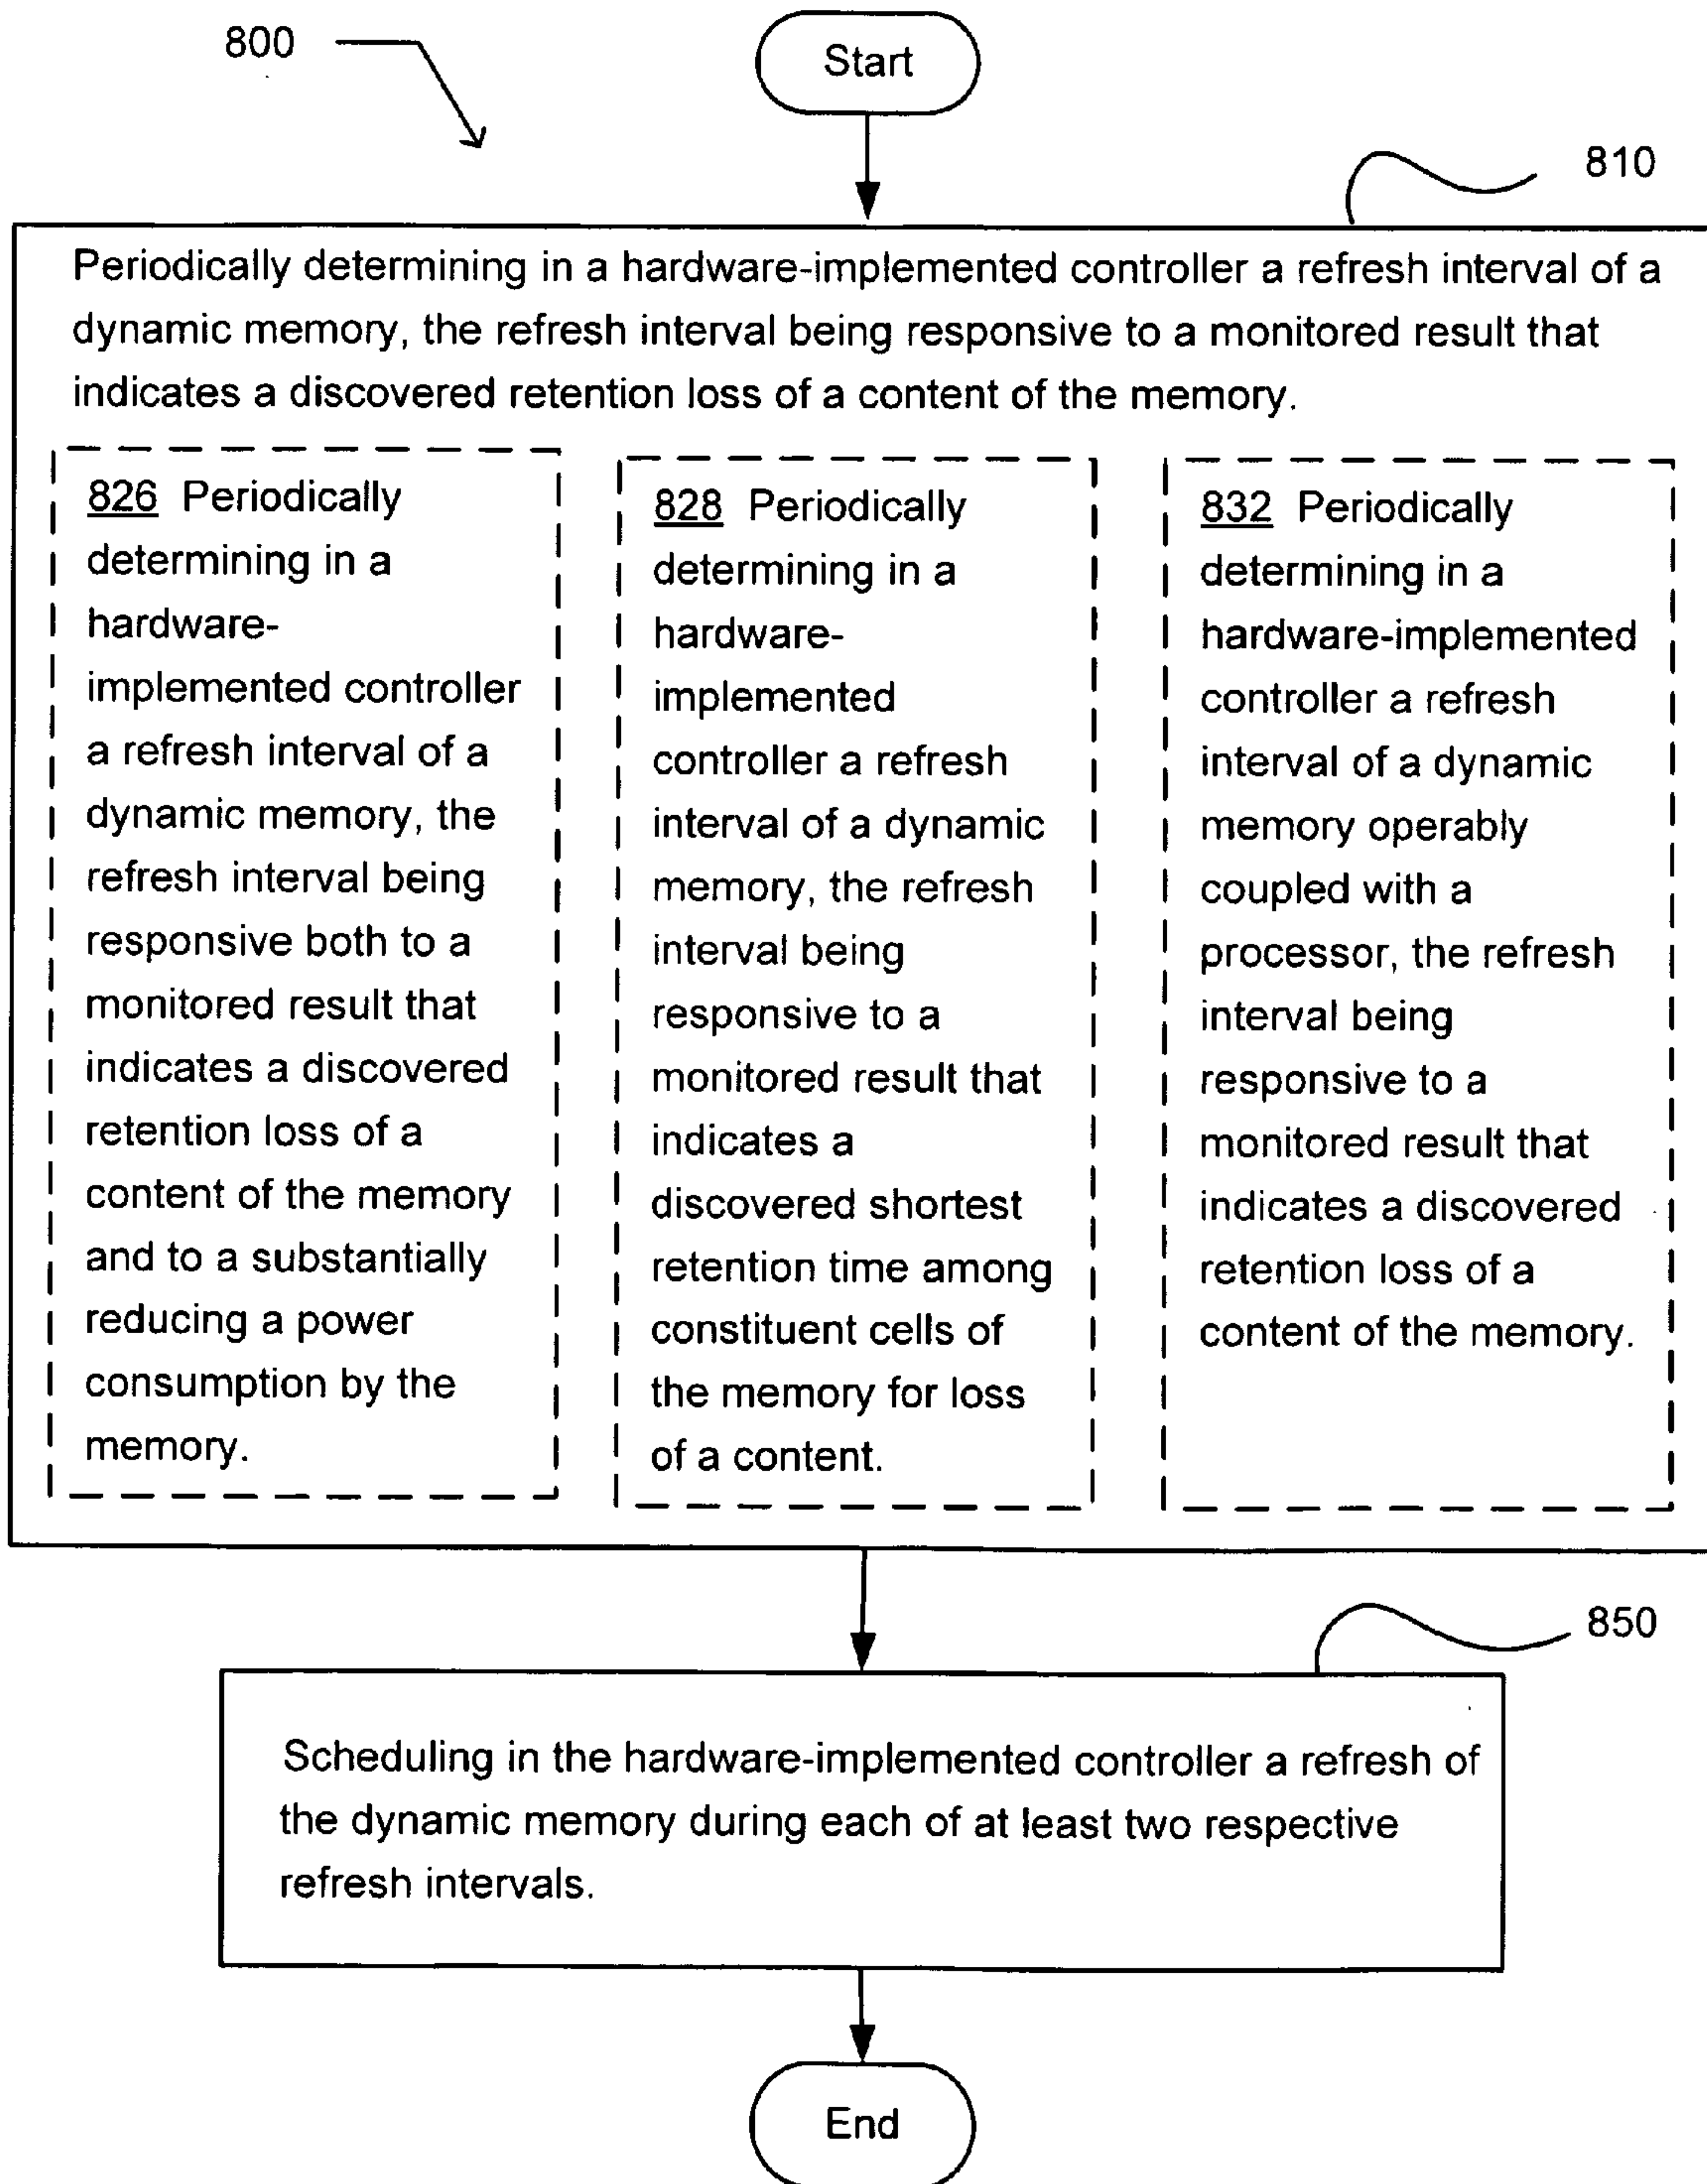 800
Start
810
Periodically determining in a hardware-implemented controller a refresh interval of a
dynamic memory, the refresh interval being responsive to a monitored result that
indicates a discovered retention loss of a content of the memory.
826 Periodically
determining in a
hardware-
implemented controller
a refresh interval of a
dynamic memory, the
refresh interval being
responsive both to a
monitored result that
indicates a discovered
retention loss of a
content of the memory
and to a substantially
reducing a power
consumption by the
memory.
828 Periodically
determining in a
hardware-
implemented
controller a refresh
interval of a dynamic
memory, the refresh
interval being
responsive to a
monitored result that
indicates a
discovered shortest
retention time among
constituent cells of
the memory for loss
of a content.
832 Periodically
determining in a
hardware-implemented
controller a refresh
interval of a dynamic
memory operably
coupled with a
processor, the refresh
interval being
responsive to a
monitored result that
indicates a discovered
retention loss of a
content of the memory.
850
Scheduling in the hardware-implemented controller a refresh of
the dynamic memory during each of at least two respective
refresh intervals.
End